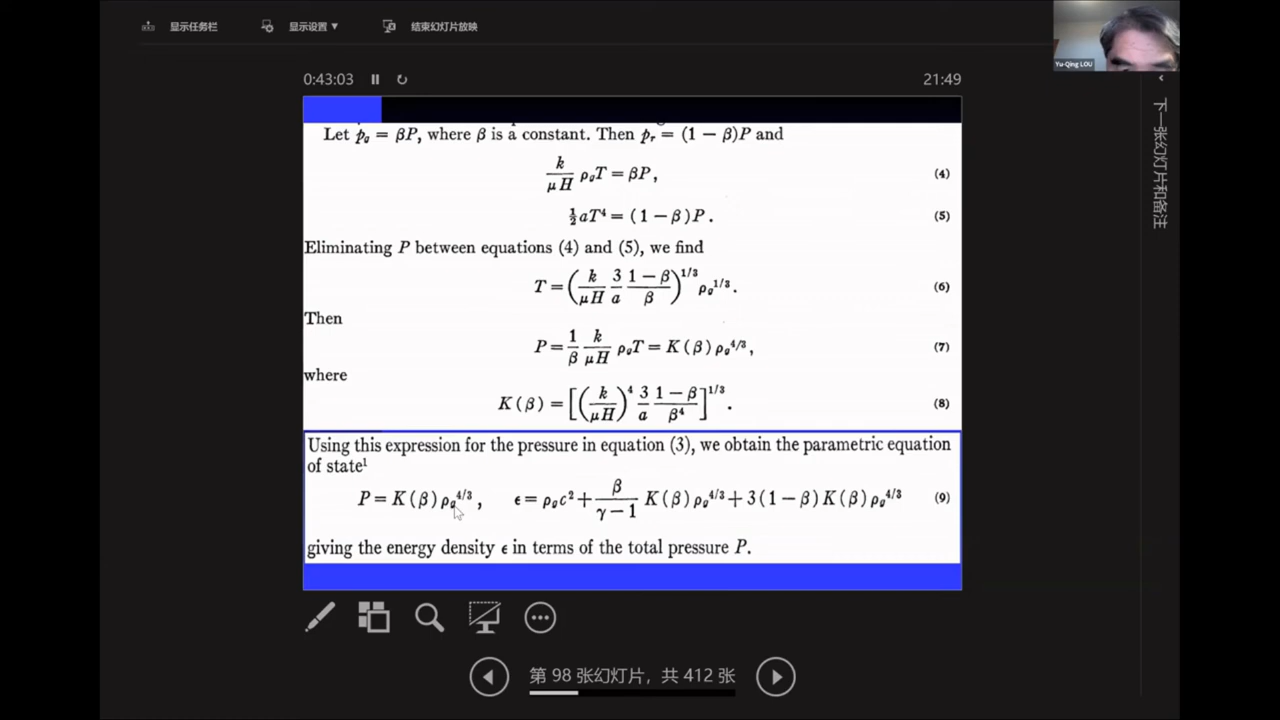 显示任务栏 显示设置 ▼ 结束幻灯片放映
Yu-Qing LOU
0:43:03 21:49
下一张幻灯片和备注
Let p_g = βP, where β is a constant. Then p_r = (1 − β)P and
k/μH ρ_g T = βP, (4)
½aT⁴ = (1 − β)P. (5)
Eliminating P between equations (4) and (5), we find
T = (k/μH 3/a 1−β/β)^1/3 ρ_g^1/3. (6)
Then
P = 1/β k/μH ρ_g T = K(β)ρ_g^4/3, (7)
where
K(β) = [(k/μH)^4 3/a 1−β/β^4]^1/3. (8)
Using this expression for the pressure in equation (3), we obtain the parametric equation
of state¹
P = K(β)ρ_g^4/3, ε = ρ_g c² + β/γ−1 K(β)ρ_g^4/3 + 3(1−β)K(β)ρ_g^4/3 (9)
giving the energy density ε in terms of the total pressure P.
第 98 张幻灯片，共 412 张